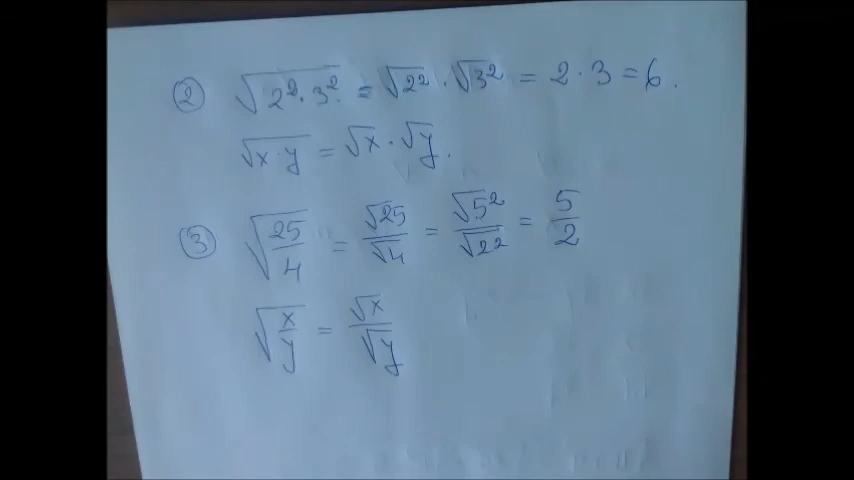 ② √(2²·3²) = √2² · √3² = 2 · 3 = 6.
√(x·y) = √x · √y.
③ √(25/4) = √25/√4 = √5²/√2² = 5/2
√(x/y) = √x/√y